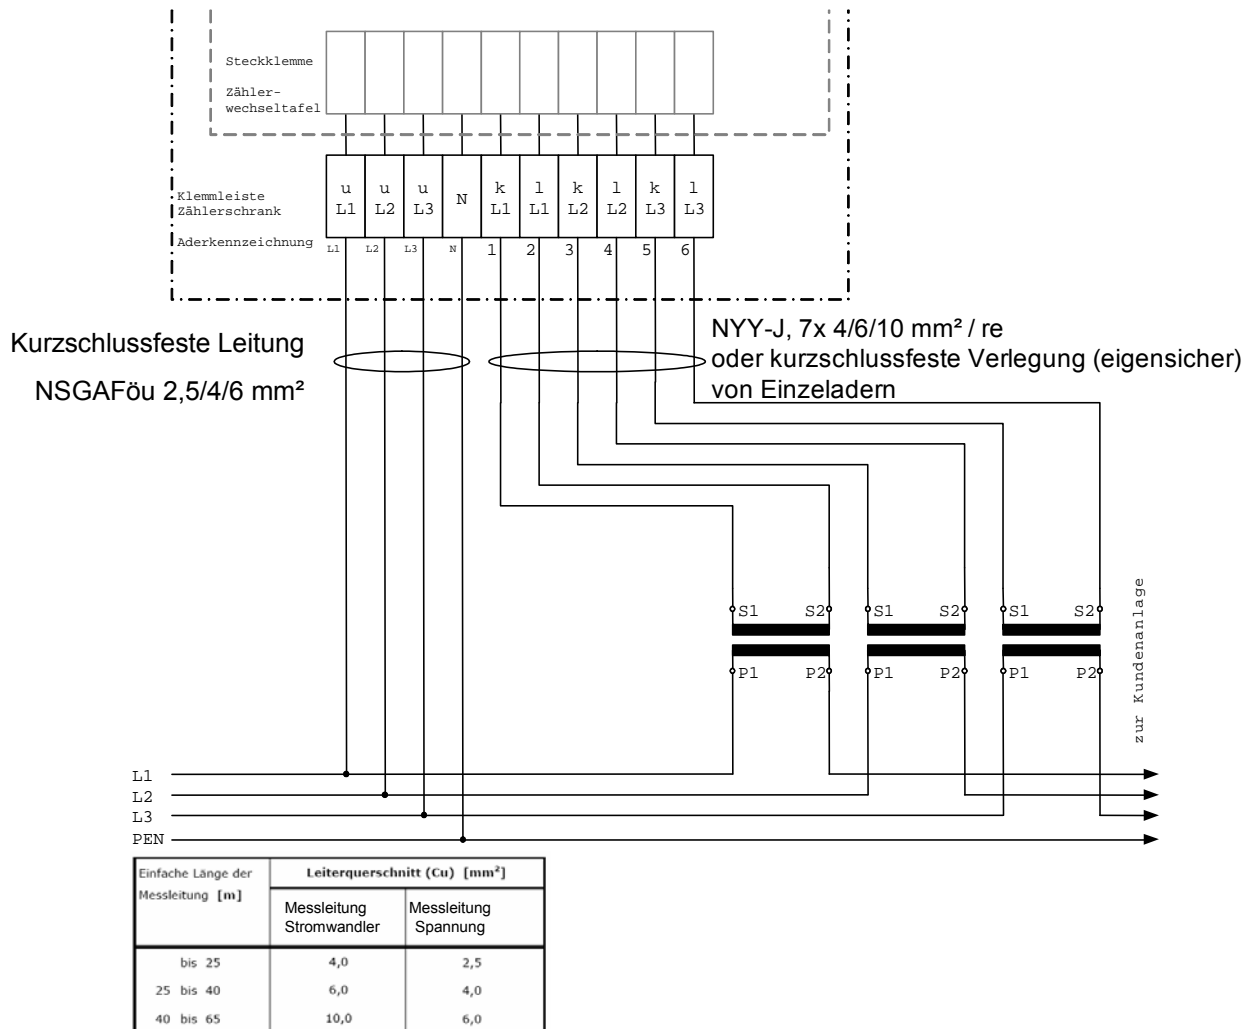 Steckklemme
Zähler-
wechseltafel
Klemmleiste
Zählerschrank
u u u N k l k l k l
L1 L2 L3 L1 L1 L2 L2 L3 L3
Aderkennzeichnung L1 L2 L3 N 1 2 3 4 5 6
Kurzschlussfeste Leitung
NSGAFöu 2,5/4/6 mm²
NYY-J, 7x 4/6/10 mm² / re
oder kurzschlussfeste Verlegung (eigensicher)
von Einzeladern
S1 S2 S1 S2 S1 S2
P1 P2 P1 P2 P1 P2
zur Kundenanlage
L1
L2
L3
PEN
Einfache Länge der
Messleitung [m]
Leiterquerschnitt (Cu) [mm²]
Messleitung
Stromwandler
Messleitung
Spannung
bis 25 4,0 2,5
25 bis 40 6,0 4,0
40 bis 65 10,0 6,0